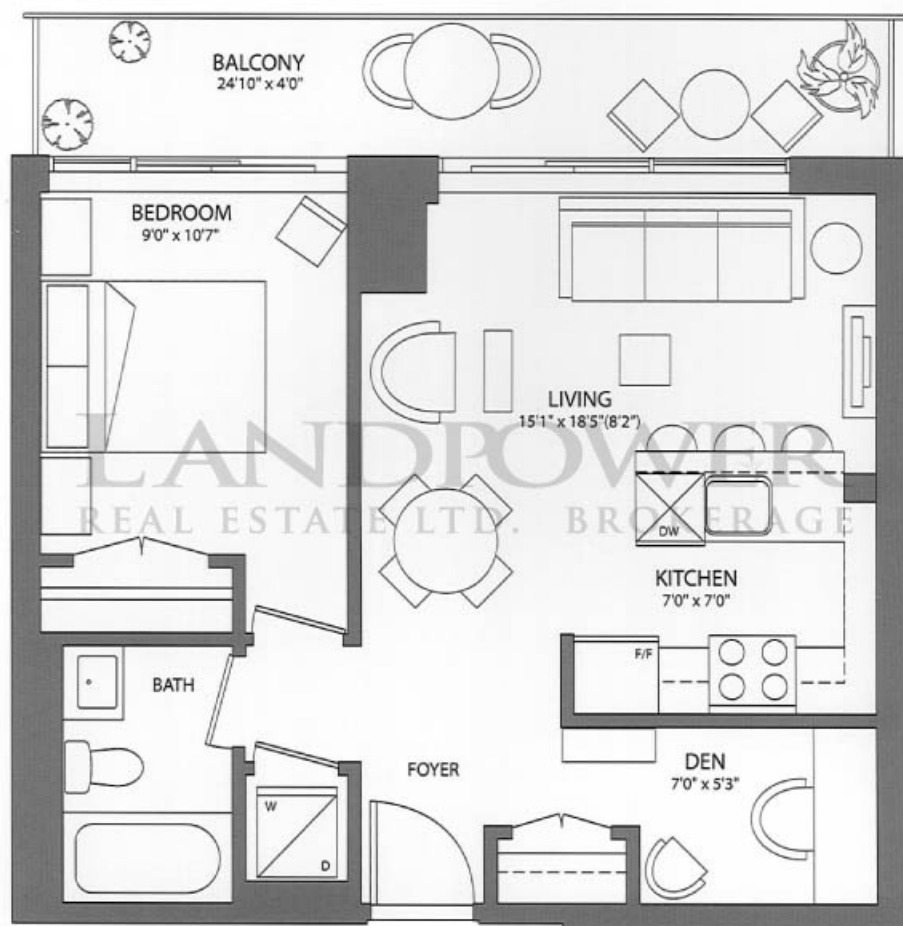 BALCONY
24'10" x 4'0"
BEDROOM
9'0" x 10'7"
LIVING
15'1" x 18'5"(8'2")
LANDPOWER
REAL ESTATE LTD. BROKERAGE
DW
KITCHEN
7'0" x 7'0"
F/F
BATH
FOYER
DEN
7'0" x 5'3"
W
D